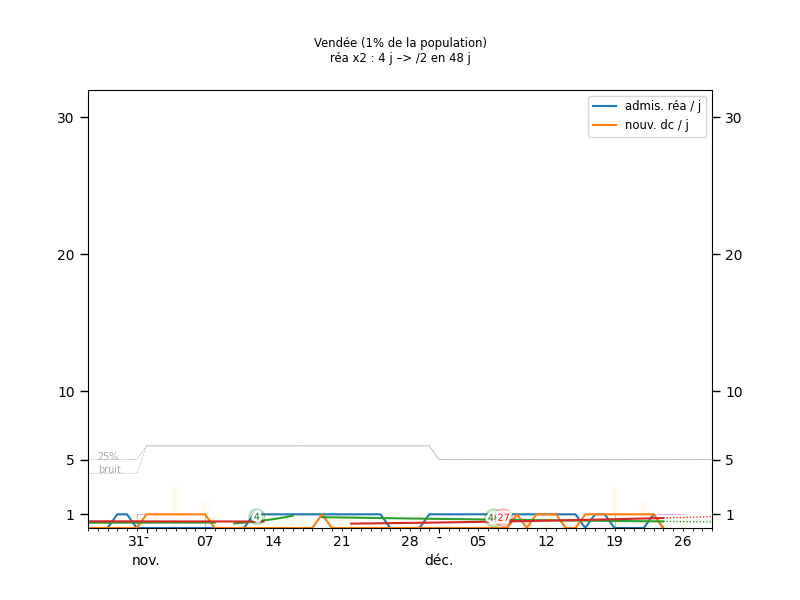 Vendée (1% de la population)
réa x2 : 4 j –> /2 en 48 j
admis. réa / j
nouv. dc / j
30 30
20 20
10 10
5 5
1 1
25%
bruit
4
27
31 07 14 21 28 05 12 19 26
nov. déc.